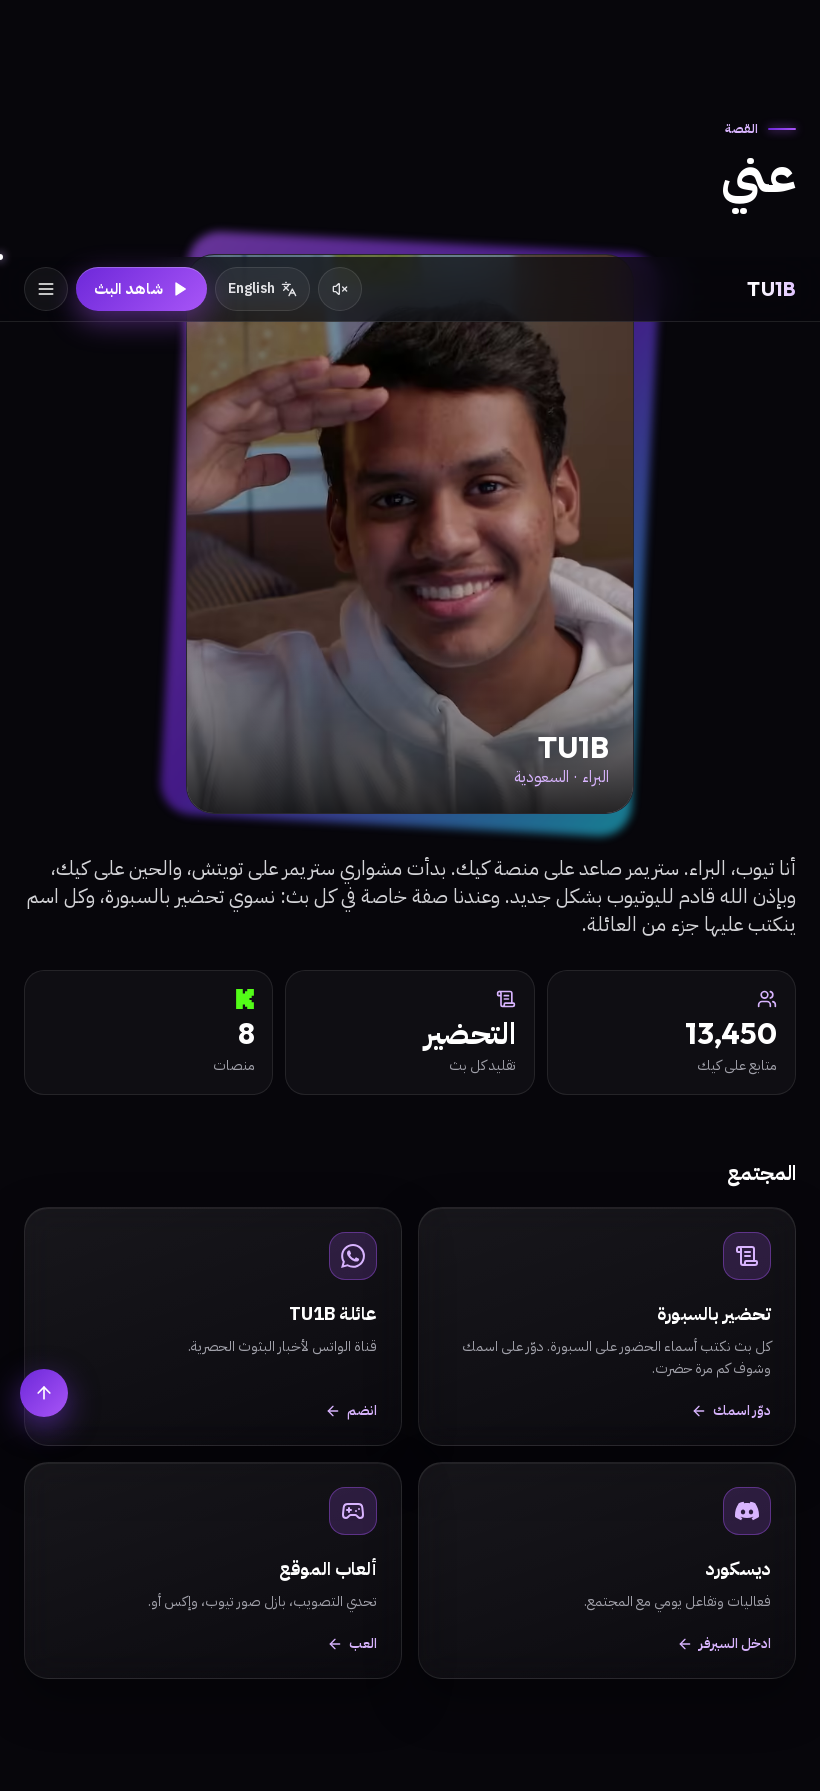 القصة
عني
TU1B
English
شاهد البث
TU1B
البراء · السعودية
أنا تيوب، البراء. ستريمر صاعد على منصة كيك. بدأت مشواري ستريمر على تويتش، والحين على كيك،
وبإذن الله قادم لليوتيوب بشكل جديد. وعندنا صفة خاصة في كل بث: نسوي تحضير بالسبورة، وكل اسم
ينكتب عليها جزء من العائلة.
13,450
متابع على كيك
التحضير
تقليد كل بث
8
منصات
المجتمع
تحضير بالسبورة
كل بث نكتب أسماء الحضور على السبورة. دوّر على اسمك
وشوف كم مرة حضرت.
دوّر اسمك
عائلة TU1B
قناة الواتس لأخبار البثوث الحصرية.
انضم
ديسكورد
فعاليات وتفاعل يومي مع المجتمع.
ادخل السيرفر
ألعاب الموقع
تحدي التصويب، بازل صور تيوب، وإكس أو.
العب